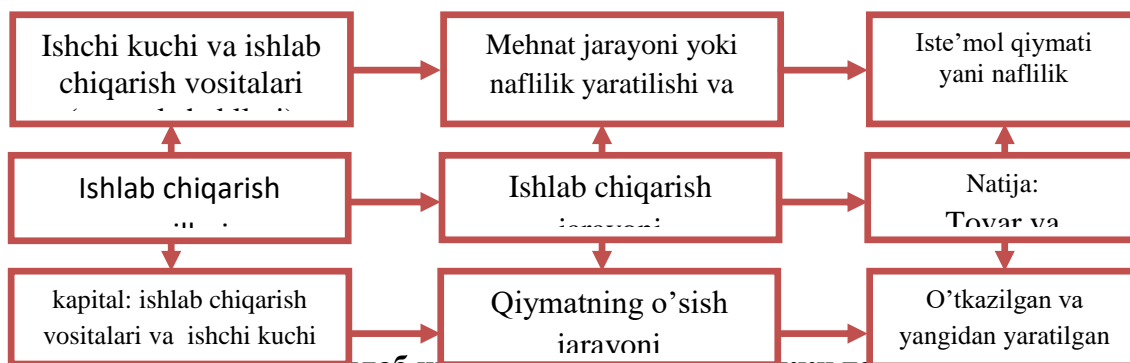 Ishchi kuchi va ishlab
chiqarish vositalari
Mehnat jarayoni yoki
naflilik yaratilishi va
Iste’mol qiymati
yani naflilik
Ishlab chiqarish
Ishlab chiqarish
jarayoni
Natija:
Tovar va
kapital: ishlab chiqarish
vositalari va ishchi kuchi
Qiymatning o’sish
jarayoni
O’tkazilgan va
yangidan yaratilgan